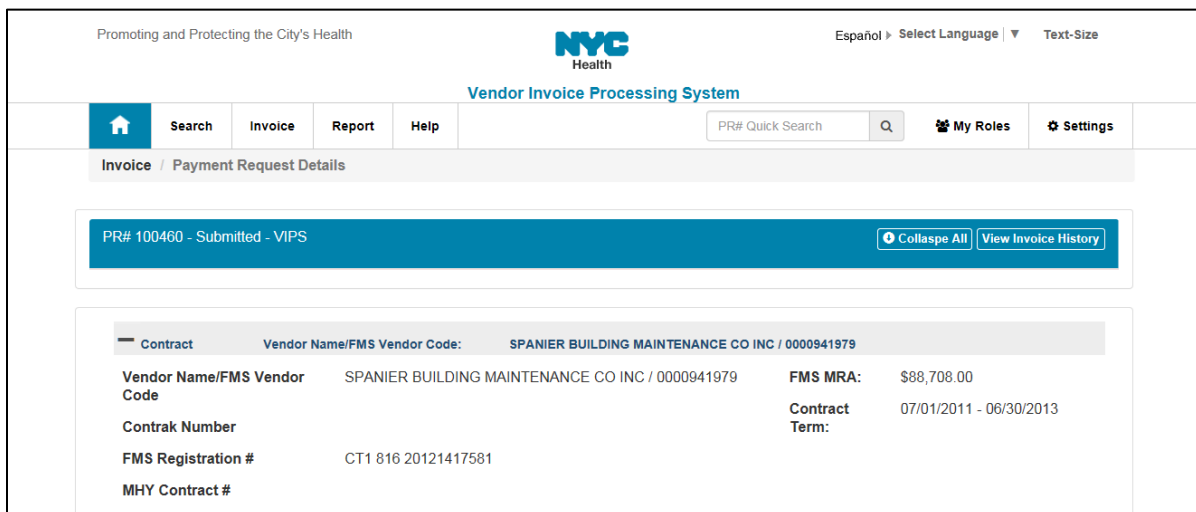 Promoting and Protecting the City's Health
NYC
Health
Español Select Language ▼ Text-Size
Vendor Invoice Processing System
Search Invoice Report Help PR# Quick Search My Roles Settings
Invoice / Payment Request Details
PR# 100460 - Submitted - VIPS Collaspe All View Invoice History
Contract Vendor Name/FMS Vendor Code: SPANIER BUILDING MAINTENANCE CO INC / 0000941979
Vendor Name/FMS Vendor SPANIER BUILDING MAINTENANCE CO INC / 0000941979 FMS MRA: $88,708.00
Code
Contract 07/01/2011 - 06/30/2013
Term:
Contrak Number
FMS Registration # CT1 816 20121417581
MHY Contract #